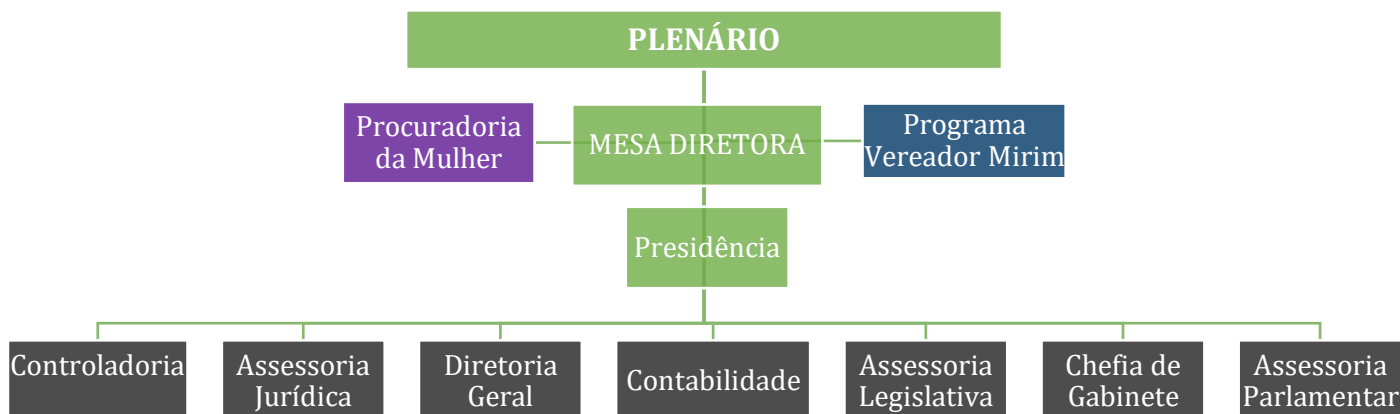 PLENÁRIO
Procuradoria
da Mulher
MESA DIRETORA
Programa
Vereador Mirim
Presidência
Controladoria
Assessoria
Jurídica
Diretoria
Geral
Contabilidade
Assessoria
Legislativa
Chefia de
Gabinete
Assessoria
Parlamentar